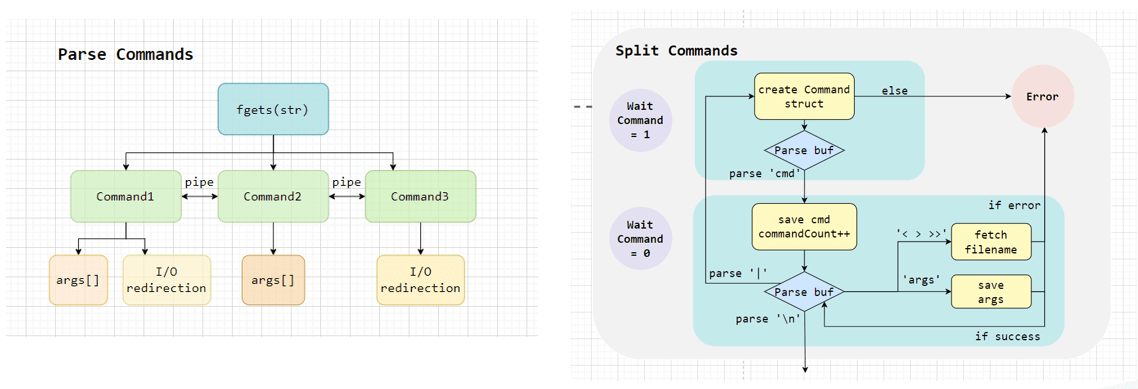 Parse Commands
fgets(str)
Command1
pipe
Command2
pipe
Command3
args[]
I/O
redirection
args[]
I/O
redirection
Split Commands
Wait
Command
= 1
create Command
struct
else
Error
Parse buf
parse 'cmd'
Wait
Command
= 0
save cmd
commandCount++
if error
'< > >>'
fetch
filename
parse '|'
Parse buf
'args'
save
args
parse '\n'
if success